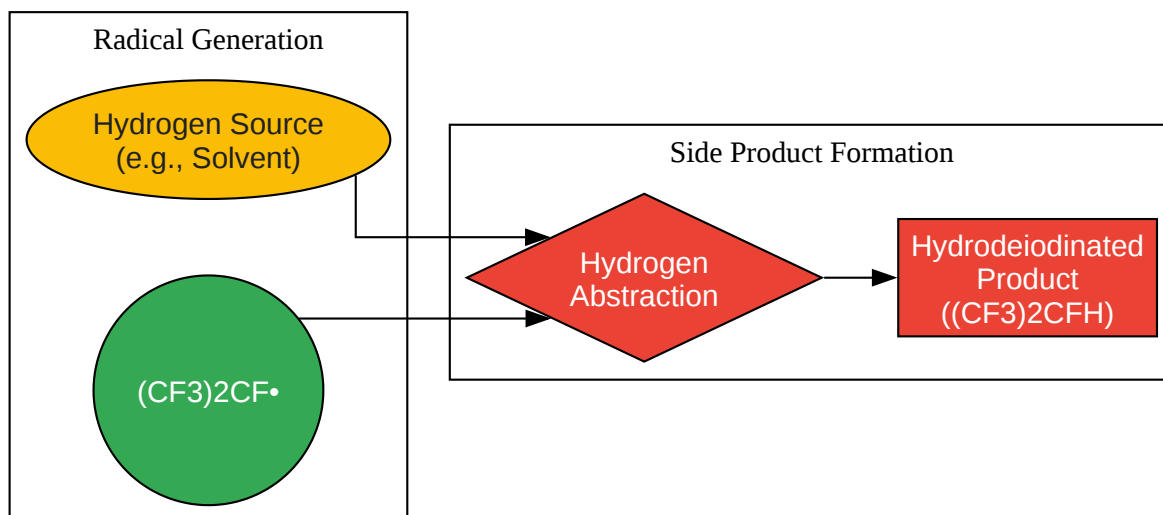 Radical Generation
Hydrogen Source
(e.g., Solvent)
(CF3)2CF•
Side Product Formation
Hydrogen
Abstraction
Hydrodeiodinated
Product
((CF3)2CFH)